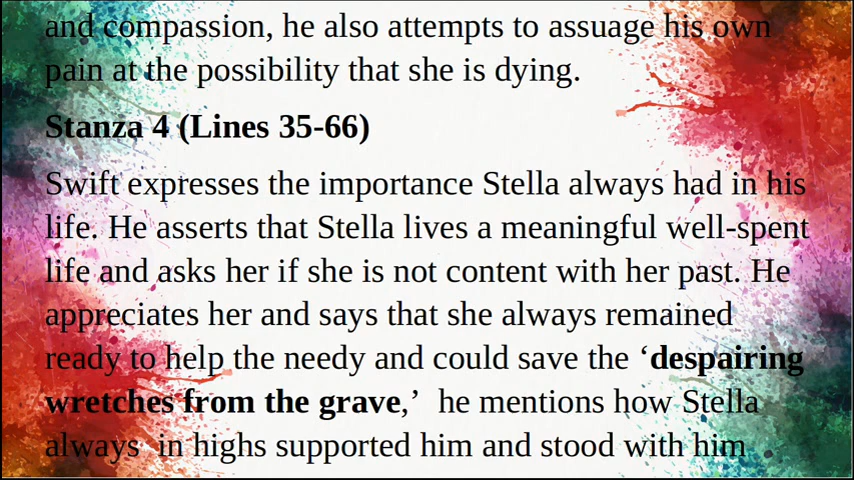 and compassion, he also attempts to assuage his own
pain at the possibility that she is dying.
Stanza 4 (Lines 35-66)
Swift expresses the importance Stella always had in his
life. He asserts that Stella lives a meaningful well-spent
life and asks her if she is not content with her past. He
appreciates her and says that she always remained
ready to help the needy and could save the ‘despairing
wretches from the grave,’ he mentions how Stella
always in highs supported him and stood with him